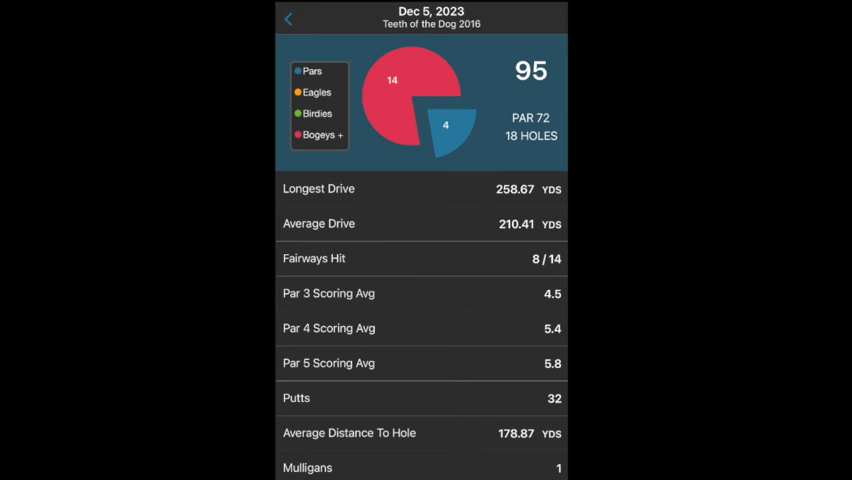 Dec 5, 2023
Teeth of the Dog 2016
Pars
Eagles
Birdies
Bogeys +
14
4
95
PAR 72
18 HOLES
Longest Drive 258.67 YDS
Average Drive 210.41 YDS
Fairways Hit 8 / 14
Par 3 Scoring Avg 4.5
Par 4 Scoring Avg 5.4
Par 5 Scoring Avg 5.8
Putts 32
Average Distance To Hole 178.87 YDS
Mulligans 1